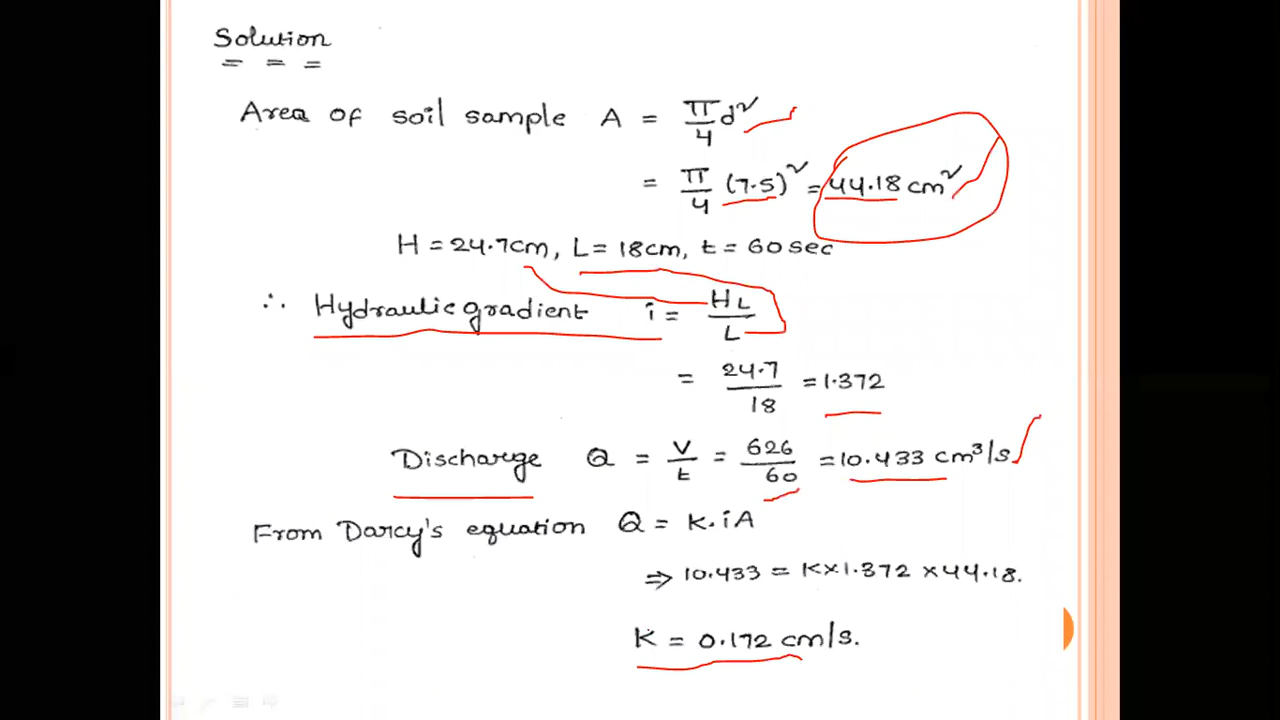 Solution
= = =
Area of soil sample A = π/4 d²
= π/4 (7.5)² = 44.18 cm²
H = 24.7cm, L = 18cm, t = 60 sec
∴ Hydraulic gradient i = HL/L
= 24.7/18 = 1.372
Discharge Q = V/t = 626/60 = 10.433 cm³/s
From Darcy's equation Q = K.iA
⇒ 10.433 = K×1.372 ×44.18.
K = 0.172 cm/s.